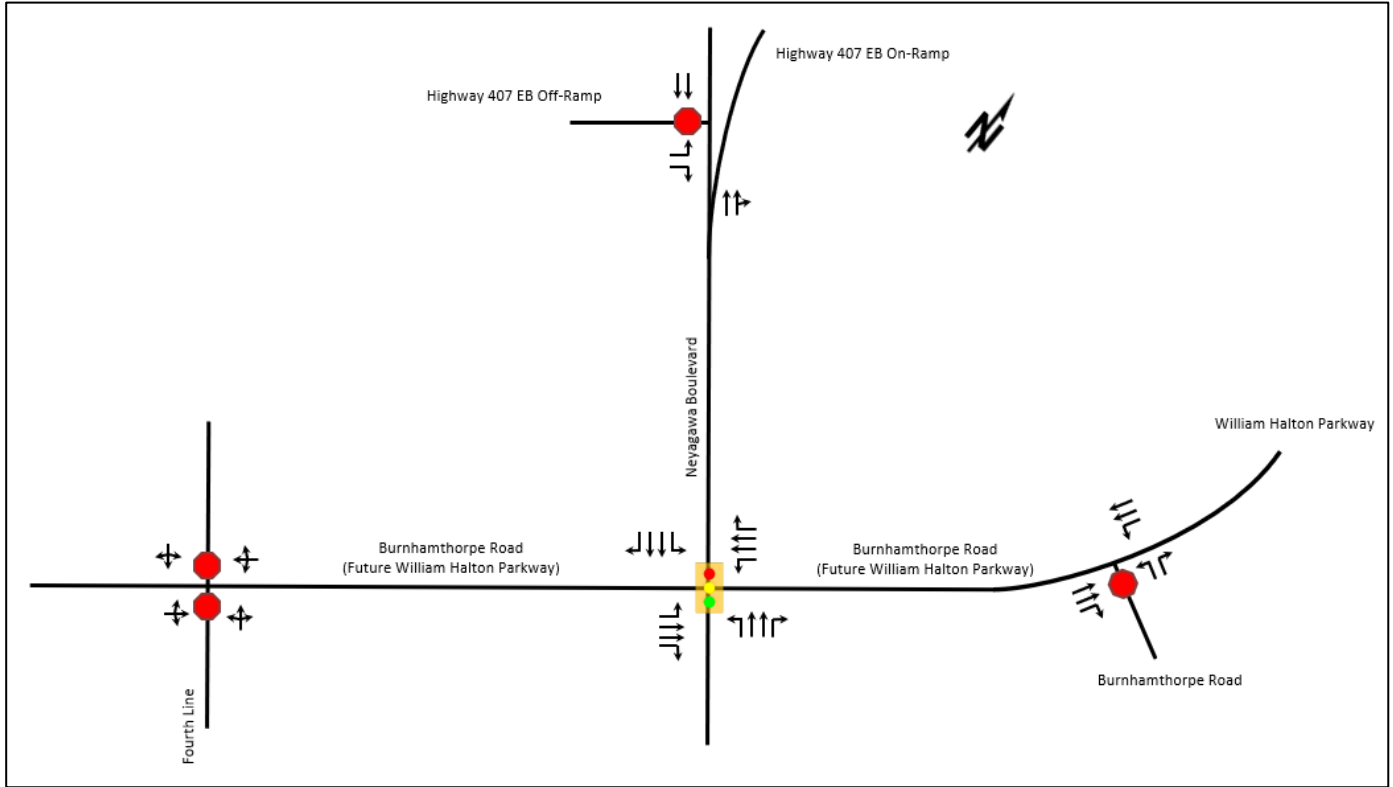 Highway 407 EB On-Ramp
Highway 407 EB Off-Ramp
N
Neyagawa Boulevard
William Halton Parkway
Burnhamthorpe Road
(Future William Halton Parkway)
Burnhamthorpe Road
(Future William Halton Parkway)
Burnhamthorpe Road
Fourth Line